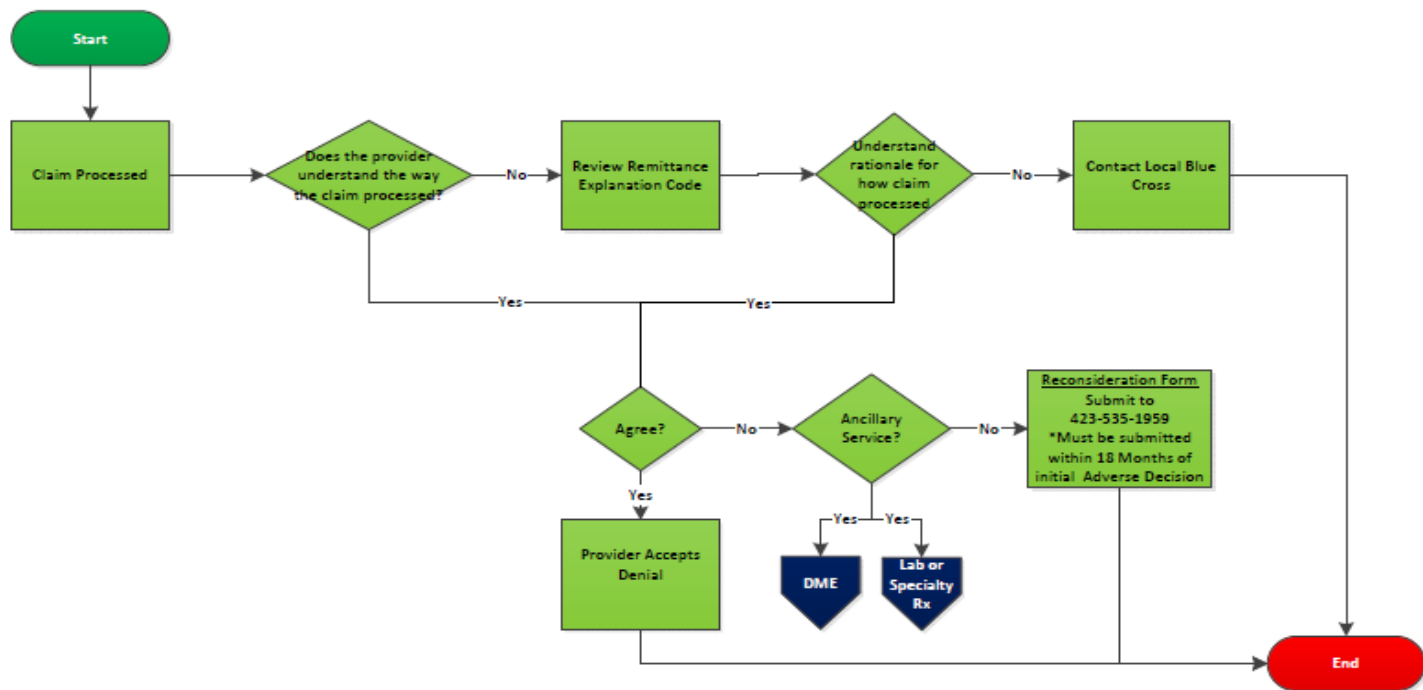 Start
Claim Processed
Does the provider
understand the way
the claim processed?
No
Review Remittance
Explanation Code
Understand
rationale for
how claim
processed
No
Contact Local Blue
Cross
Yes
Yes
Agree?
No
Ancillary
Service?
No
Reconsideration Form
Submit to
423-535-1959
*Must be submitted
within 18 Months of
initial Adverse Decision
Yes
Provider Accepts
Denial
Yes
Yes
DME
Lab or
Specialty
Rx
End